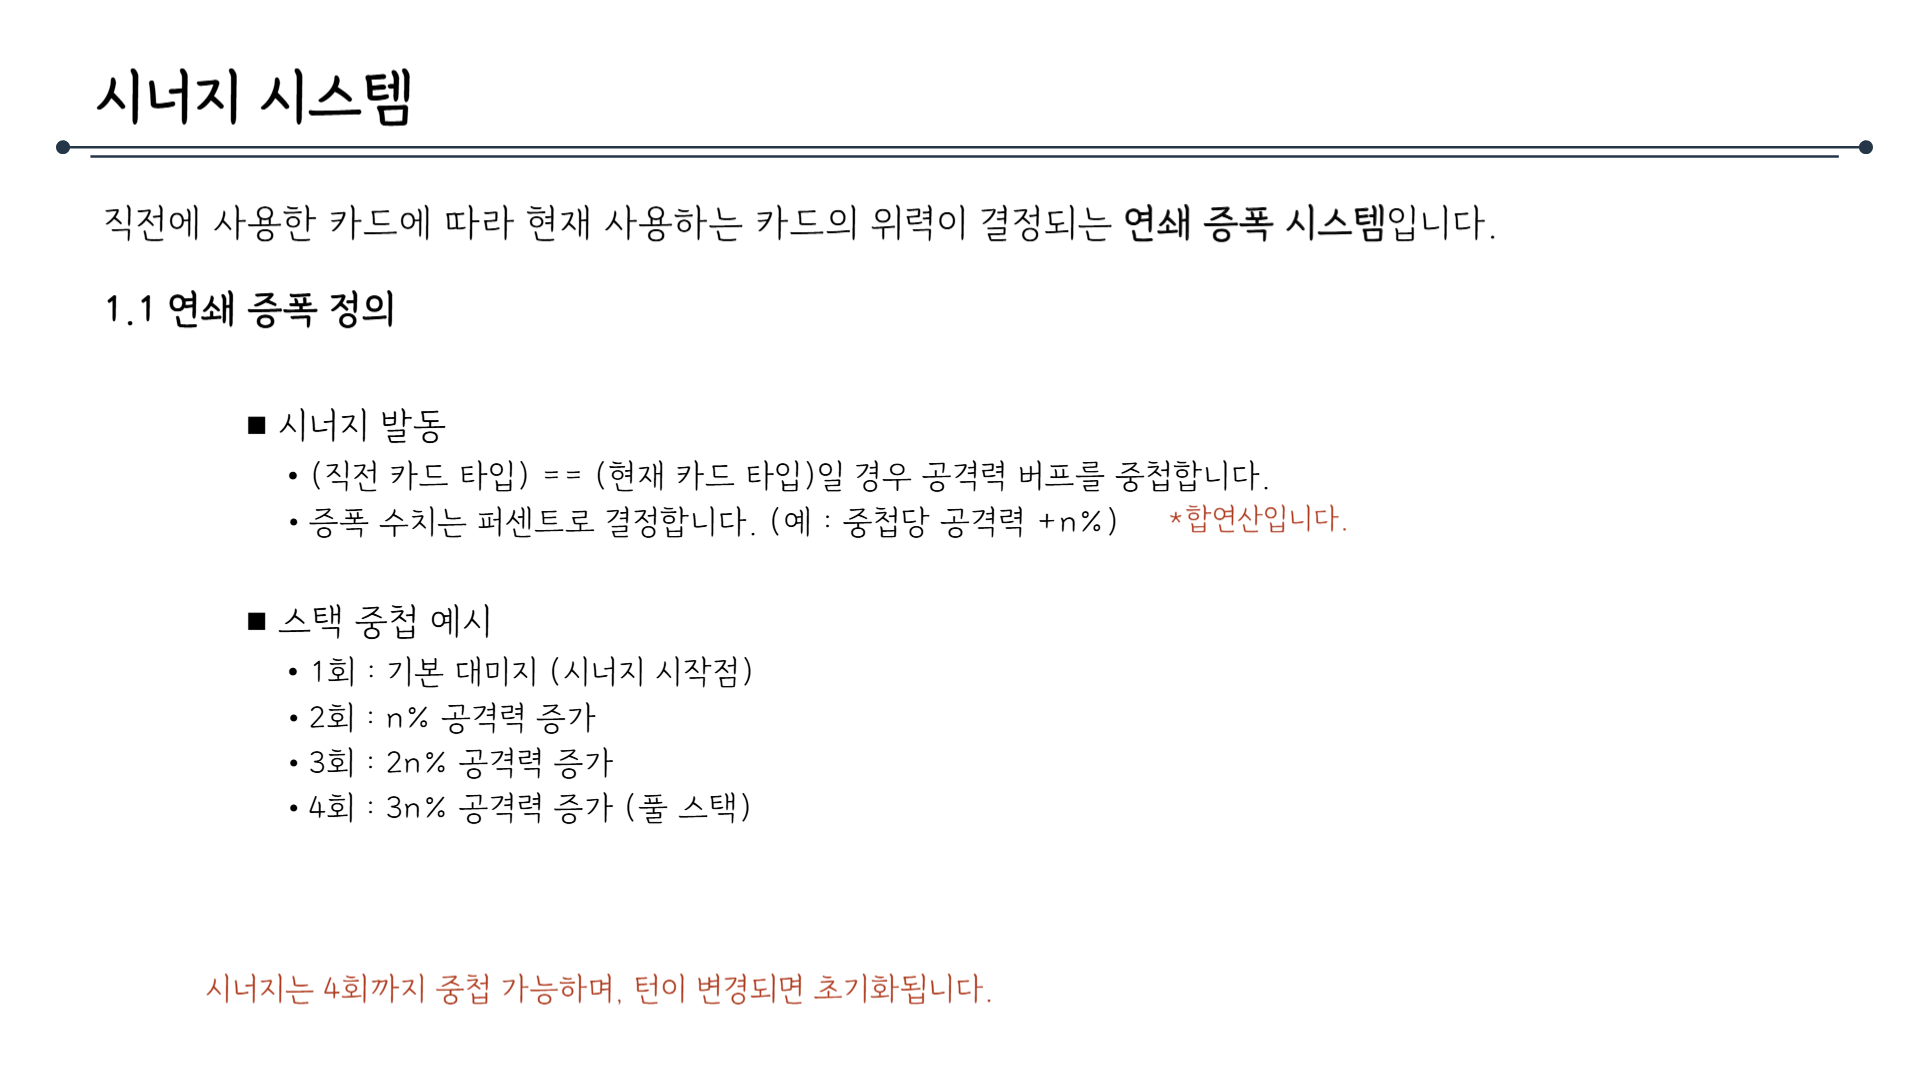 시너지 시스템
직전에 사용한 카드에 따라 현재 사용하는 카드의 위력이 결정되는 연쇄 증폭 시스템입니다.
1.1 연쇄 증폭 정의
■ 시너지 발동
• (직전 카드 타입) == (현재 카드 타입)일 경우 공격력 버프를 중첩합니다.
• 증폭 수치는 퍼센트로 결정합니다. (예 : 중첩당 공격력 +n%) *합연산입니다.
■ 스택 중첩 예시
• 1회 : 기본 대미지 (시너지 시작점)
• 2회 : n% 공격력 증가
• 3회 : 2n% 공격력 증가
• 4회 : 3n% 공격력 증가 (풀 스택)
시너지는 4회까지 중첩 가능하며, 턴이 변경되면 초기화됩니다.